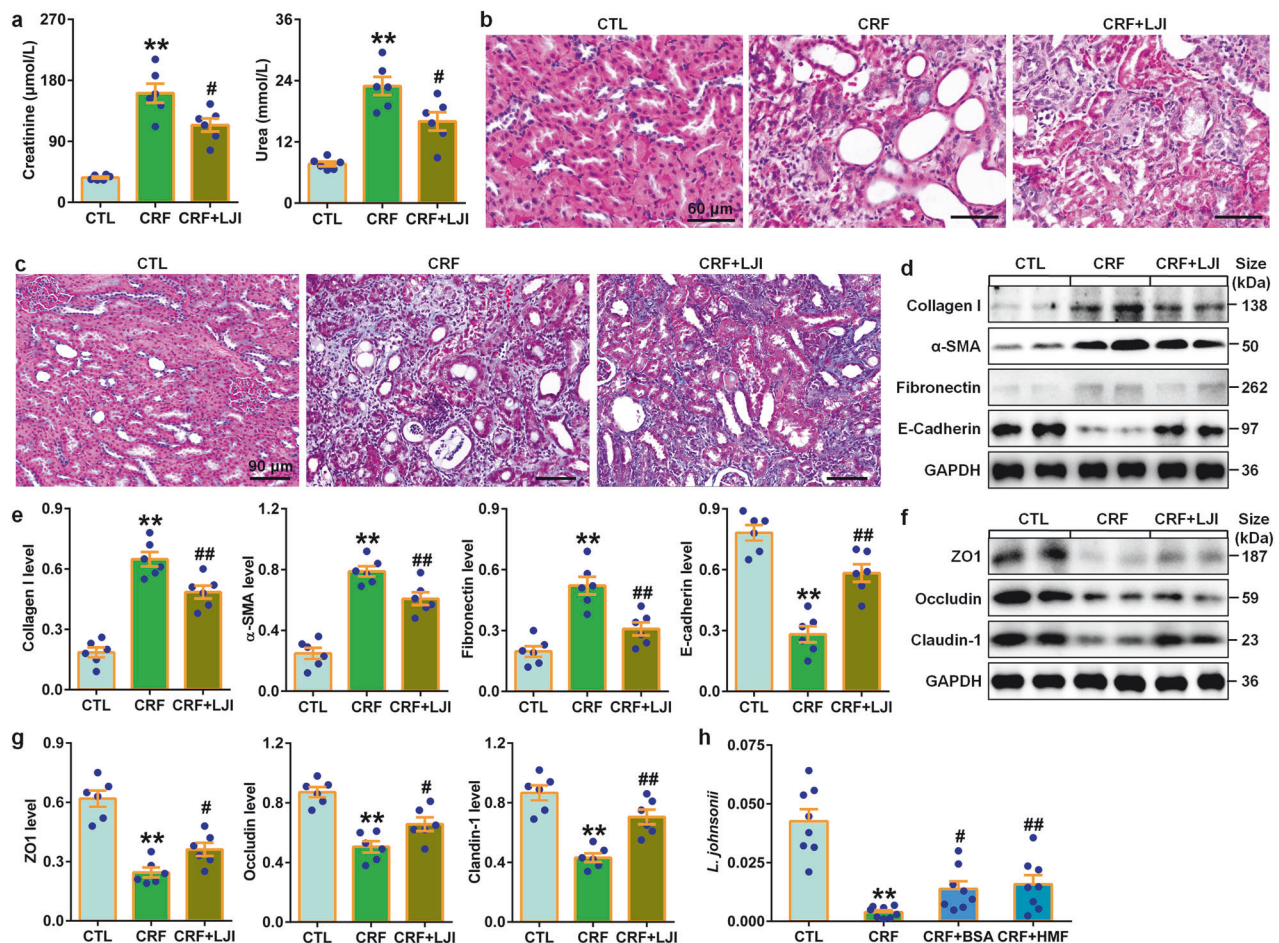 a
Creatinine (μmol/L)
270
180
90
0
**
#
CTL
CRF
CRF+LJI
Urea (mmol/L)
36
24
12
0
**
#
CTL
CRF
CRF+LJI
b
CTL
CRF
CRF+LJI
60 μm
c
CTL
CRF
CRF+LJI
90 μm
d
CTL
CRF
CRF+LJI
Size
(kDa)
Collagen I
138
α-SMA
50
Fibronectin
262
E-Cadherin
97
GAPDH
36
e
Collagen I level
0.9
0.6
0.3
0.0
**
##
CTL
CRF
CRF+LJI
α-SMA level
1.2
0.8
0.4
0.0
**
##
CTL
CRF
CRF+LJI
Fibronectin level
0.9
0.6
0.3
0.0
**
##
CTL
CRF
CRF+LJI
E-cadherin level
0.9
0.6
0.3
0.0
**
##
CTL
CRF
CRF+LJI
f
CTL
CRF
CRF+LJI
Size
(kDa)
ZO1
187
Occludin
59
Claudin-1
23
GAPDH
36
g
ZO1 level
0.9
0.6
0.3
0.0
**
#
CTL
CRF
CRF+LJI
Occludin level
1.2
0.8
0.4
0.0
**
#
CTL
CRF
CRF+LJI
Clandin-1 level
1.2
0.8
0.4
0.0
**
##
CTL
CRF
CRF+LJI
h
L. johnsonii
0.075
0.050
0.025
0.000
**
#
##
CTL
CRF
CRF+BSA
CRF+HMF